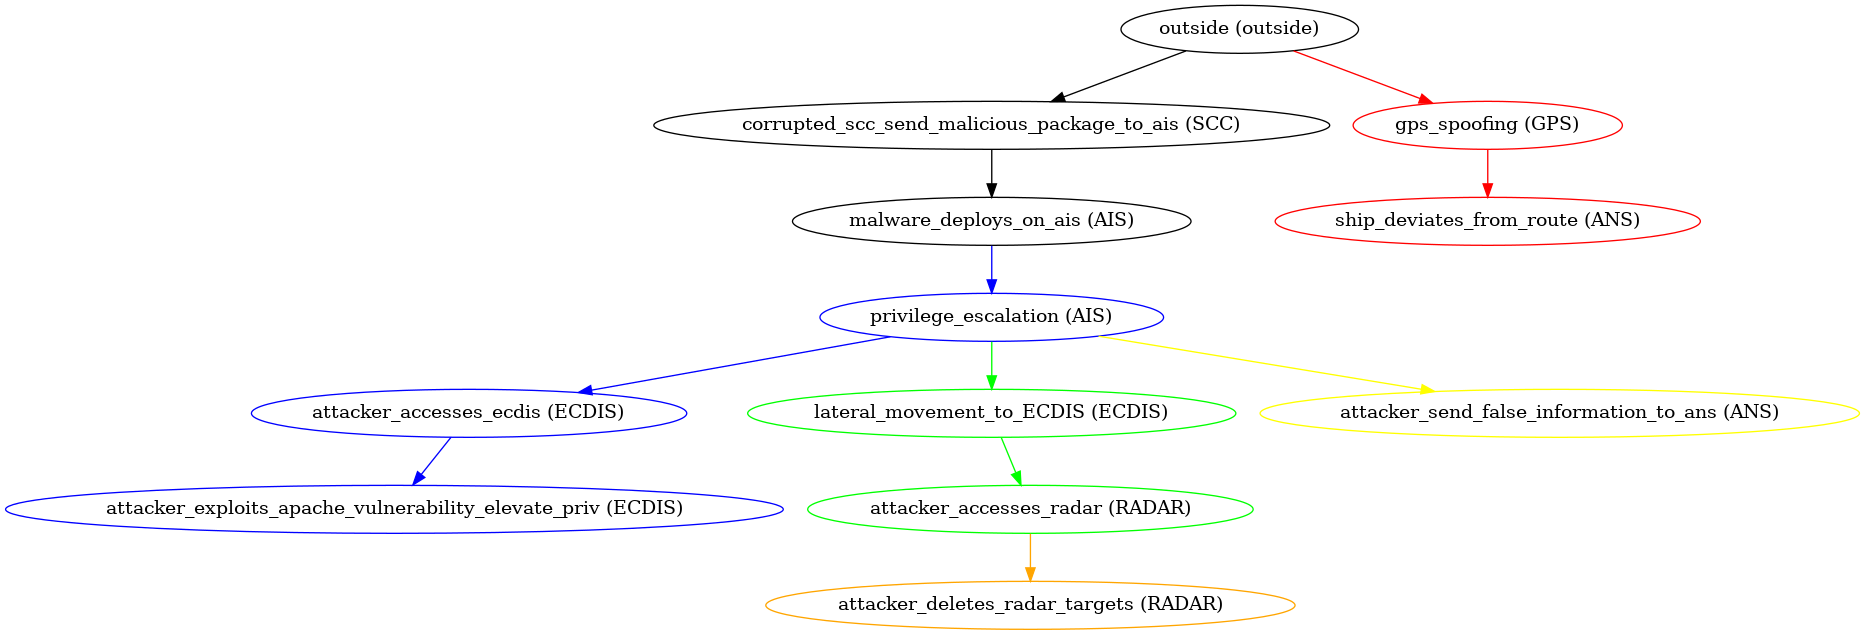 outside (outside)
corrupted_scc_send_malicious_package_to_ais (SCC)
gps_spoofing (GPS)
malware_deploys_on_ais (AIS)
ship_deviates_from_route (ANS)
privilege_escalation (AIS)
attacker_accesses_ecdis (ECDIS)
lateral_movement_to_ECDIS (ECDIS)
attacker_send_false_information_to_ans (ANS)
attacker_exploits_apache_vulnerability_elevate_priv (ECDIS)
attacker_accesses_radar (RADAR)
attacker_deletes_radar_targets (RADAR)